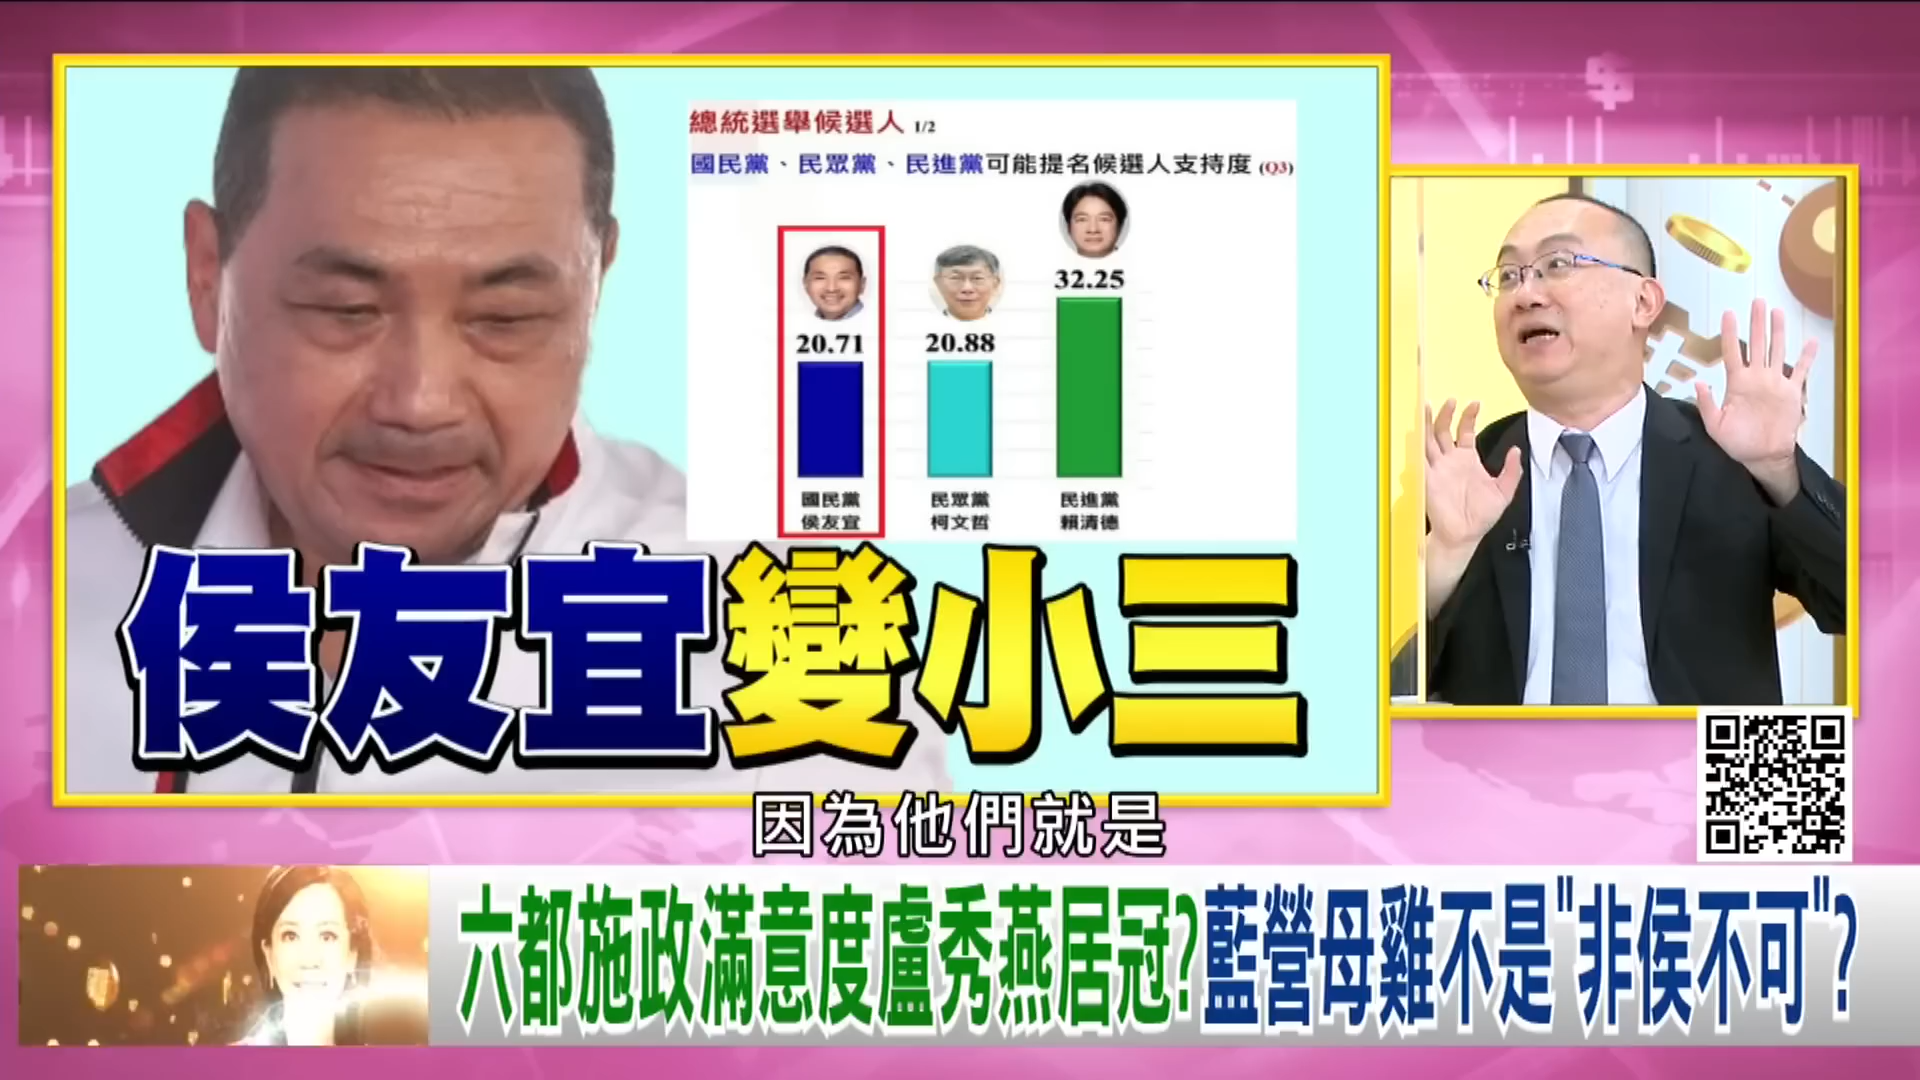 總統選舉候選人 1/2
國民黨、民眾黨、民進黨可能提名候選人支持度 (Q3)
32.25
20.71
20.88
國民黨
侯友宜
民眾黨
柯文哲
民進黨
賴清德
侯友宜變小三
因為他們就是
六都施政滿意度盧秀燕居冠?藍營母雞不是"非侯不可"?